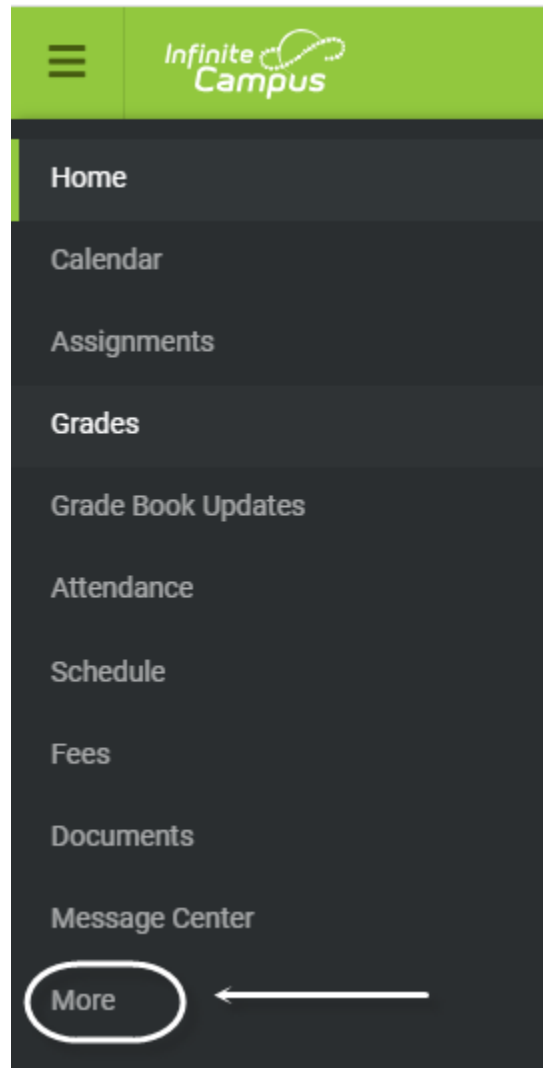 Infinite
Campus
Home
Calendar
Assignments
Grades
Grade Book Updates
Attendance
Schedule
Fees
Documents
Message Center
More